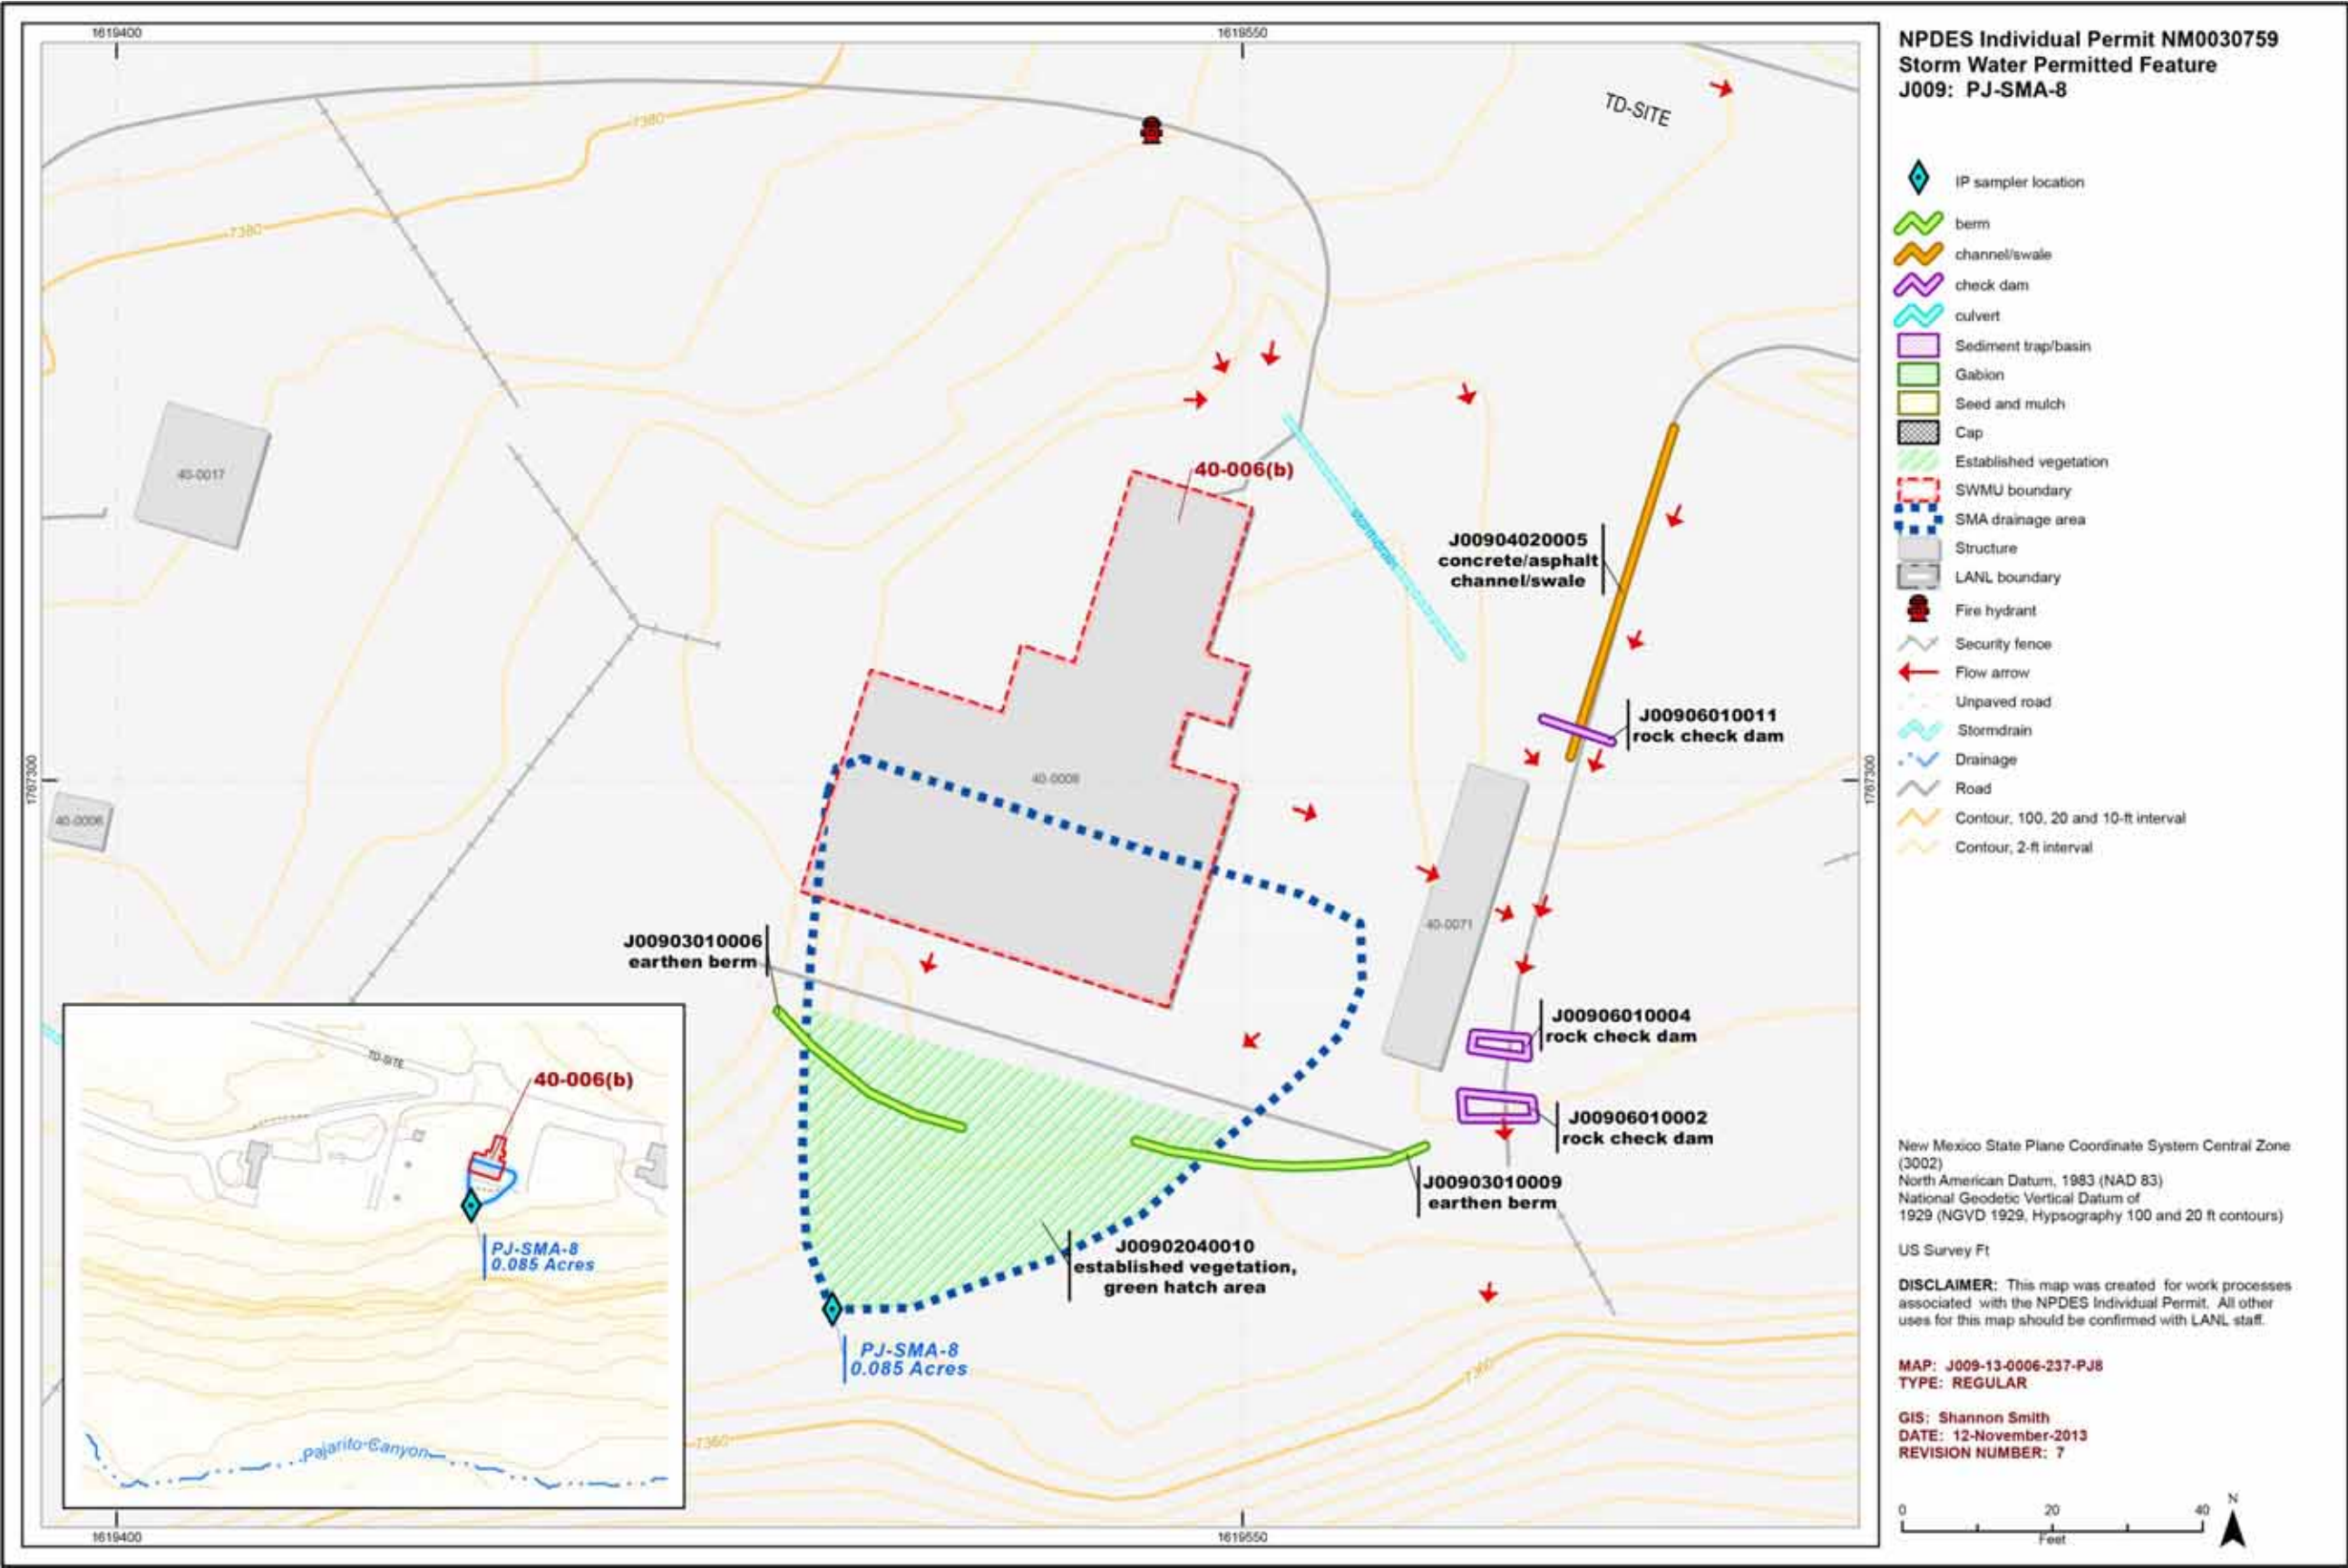 1619400
1619550
NPDES Individual Permit NM0030759
Storm Water Permitted Feature
J009: PJ-SMA-8
TD-SITE
7380
7380
IP sampler location
berm
channel/swale
check dam
culvert
Sediment trap/basin
Gabion
Seed and mulch
Cap
Established vegetation
SWMU boundary
SMA drainage area
Structure
LANL boundary
Fire hydrant
Security fence
Flow arrow
Unpaved road
Stormdrain
Drainage
Road
Contour, 100, 20 and 10-ft interval
Contour, 2-ft interval
40-0017
40-006(b)
stormdrain
J00904020005
concrete/asphalt
channel/swale
J00906010011
rock check dam
1767300
1767300
40-0008
40-0006
40-0071
J00903010006
earthen berm
J00906010004
rock check dam
J00906010002
rock check dam
J00903010009
earthen berm
J00902040010
established vegetation,
green hatch area
PJ-SMA-8
0.085 Acres
7360
7360
TD-SITE
40-006(b)
PJ-SMA-8
0.085 Acres
Pajarito Canyon
New Mexico State Plane Coordinate System Central Zone
(3002)
North American Datum, 1983 (NAD 83)
National Geodetic Vertical Datum of
1929 (NGVD 1929, Hypsography 100 and 20 ft contours)
US Survey Ft
DISCLAIMER: This map was created for work processes
associated with the NPDES Individual Permit. All other
uses for this map should be confirmed with LANL staff.
MAP: J009-13-0006-237-PJ8
TYPE: REGULAR
GIS: Shannon Smith
DATE: 12-November-2013
REVISION NUMBER: 7
0 20 40
Feet
N
1619400
1619550